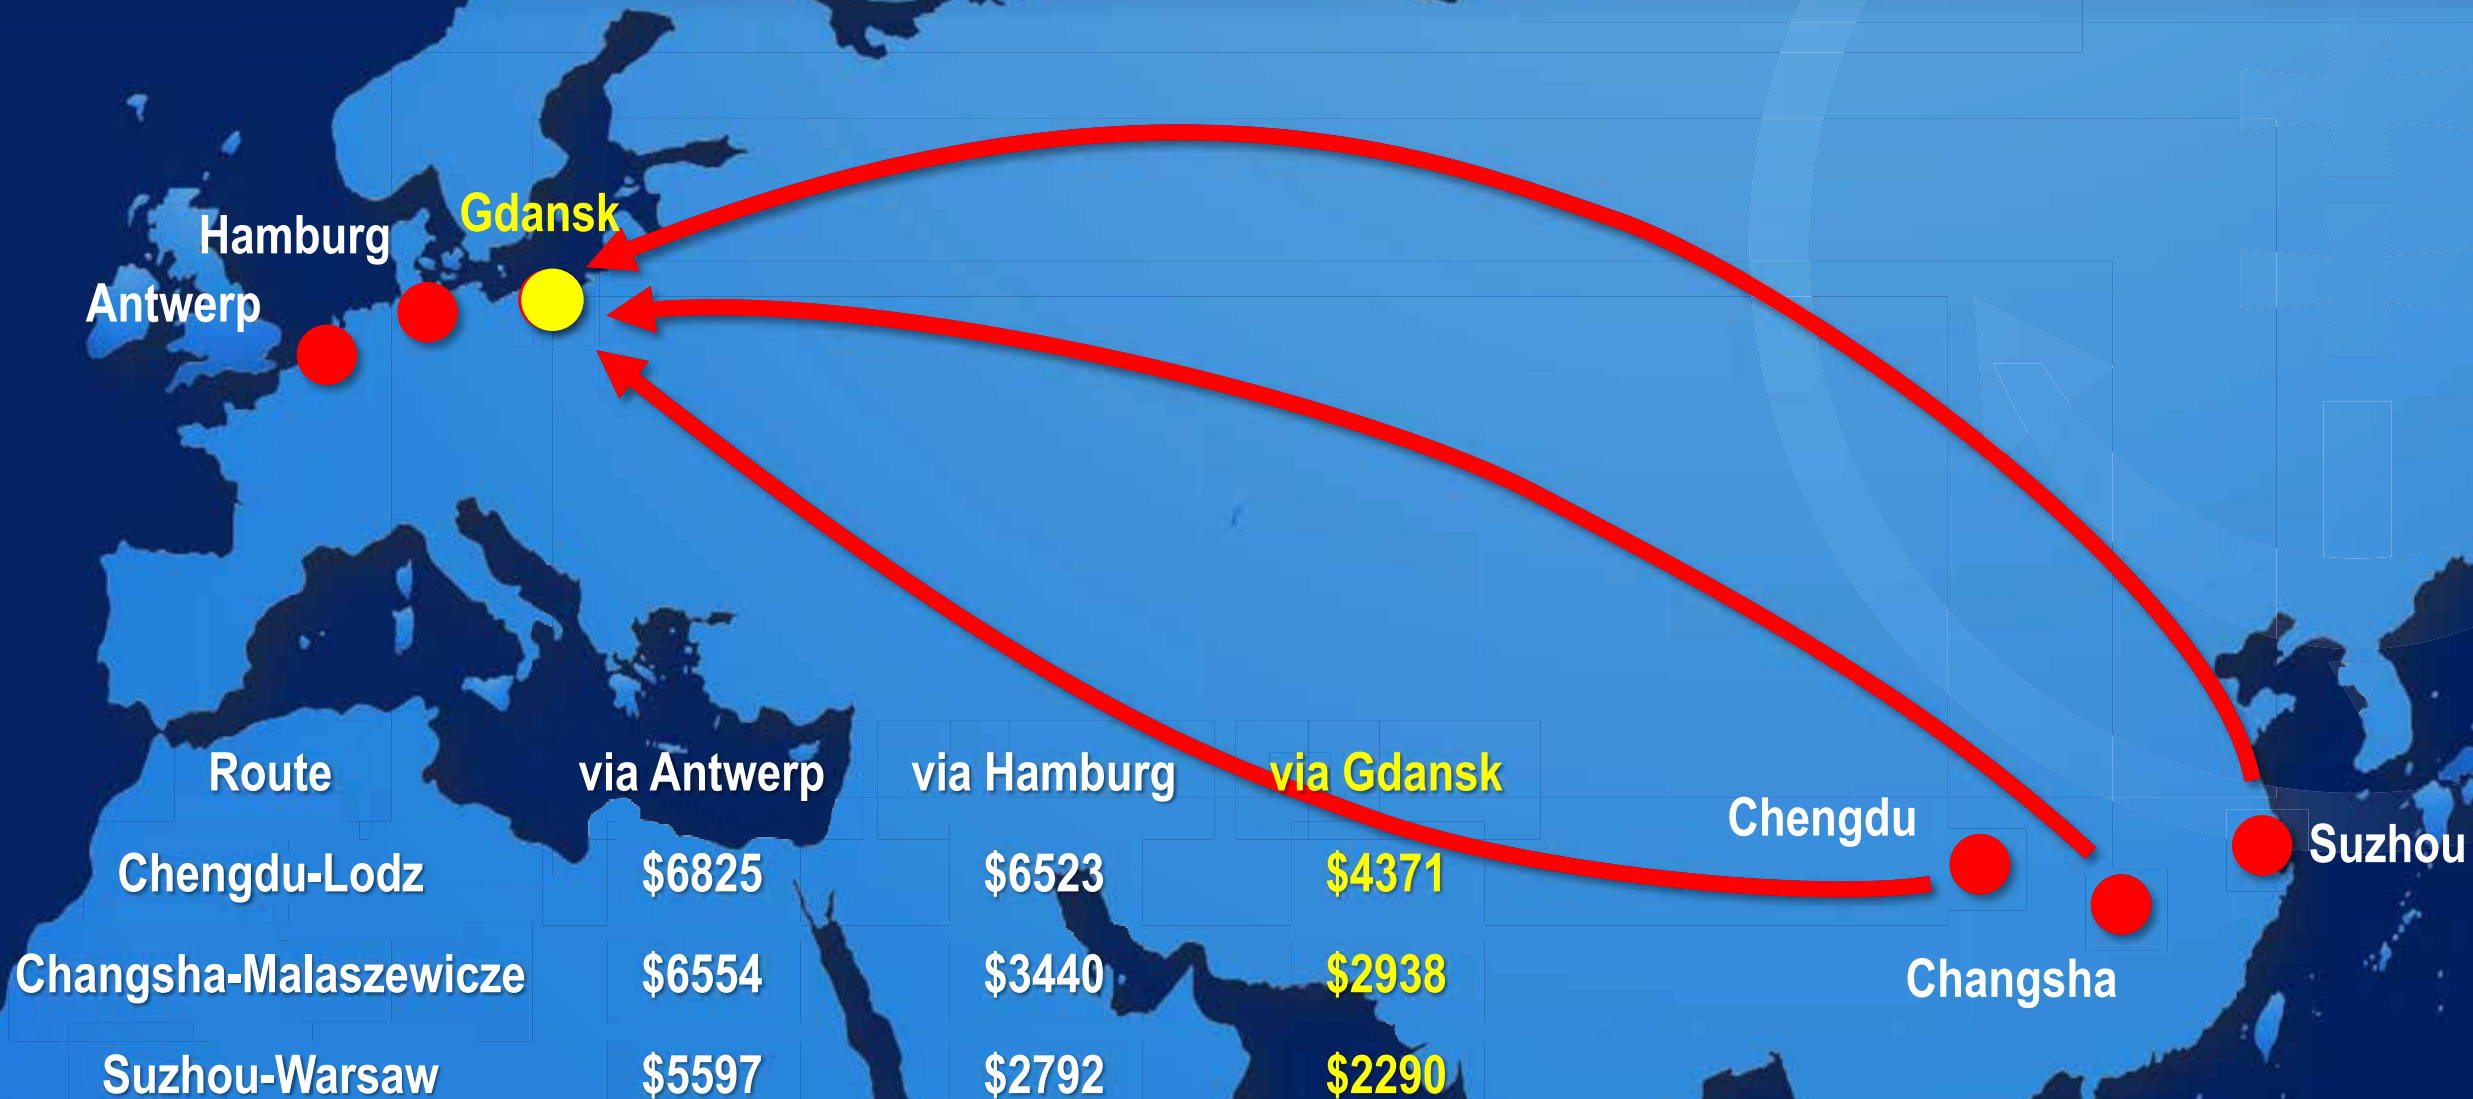 Gdansk
Hamburg
Antwerp
Route via Antwerp via Hamburg via Gdansk
Chengdu-Lodz $6825 $6523 $4371
Changsha-Malaszewicze $6554 $3440 $2938
Suzhou-Warsaw $5597 $2792 $2290
Chengdu
Suzhou
Changsha